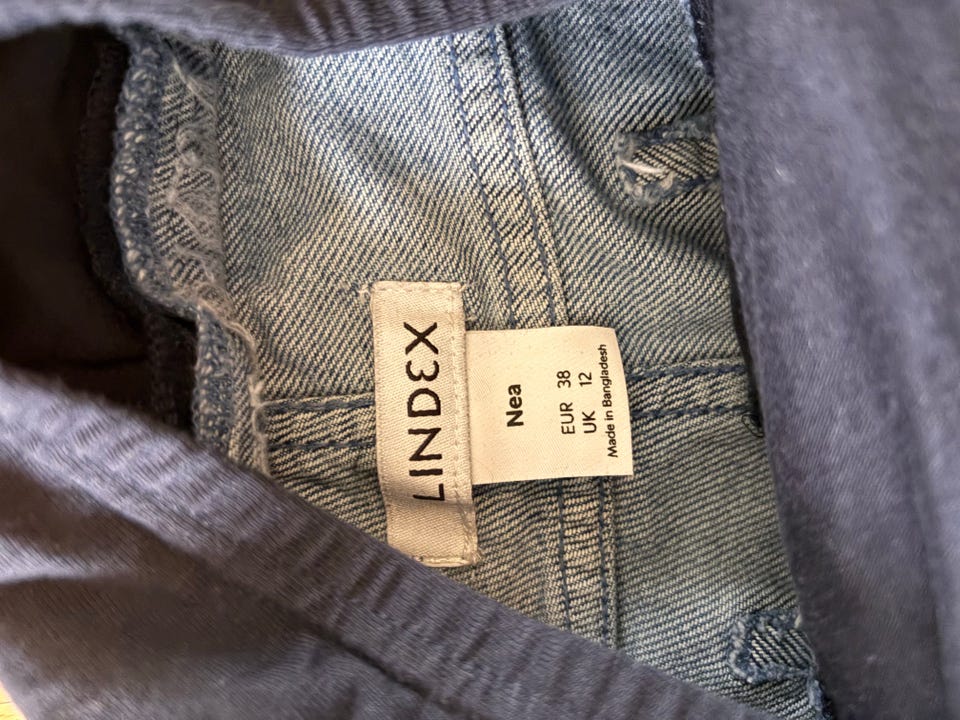 LINDEX
Nea
EUR 38
UK 12
Made in Bangladesh